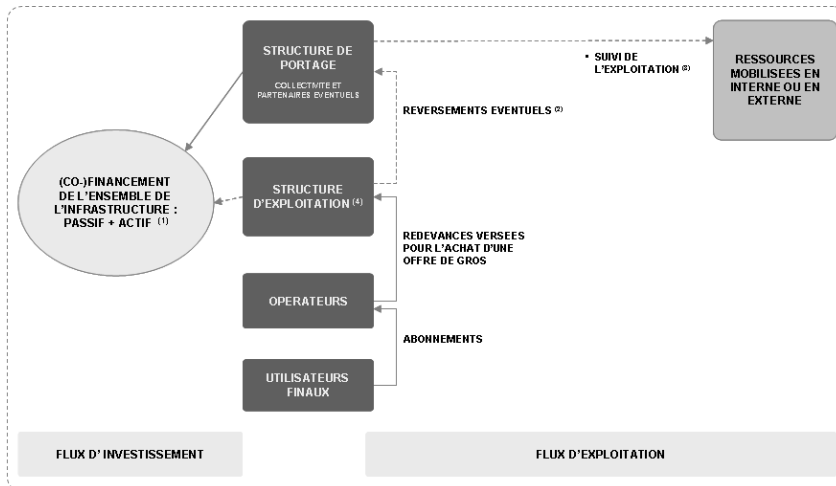 STRUCTURE DE
PORTAGE
COLLECTIVITE ET
PARTENAIRES EVENTUELS
• SUIVI DE
L'EXPLOITATION (3)
RESSOURCES
MOBILISEES EN
INTERNE OU EN
EXTERNE
REVERSEMENTS EVENTUELS (2)
(CO-)FINANCEMENT
DE L'ENSEMBLE DE
L'INFRASTRUCTURE :
PASSIF + ACTIF (1)
STRUCTURE
D'EXPLOITATION (4)
REDEVANCES VERSEES
POUR L'ACHAT D'UNE
OFFRE DE GROS
OPERATEURS
ABONNEMENTS
UTILISATEURS
FINAUX
FLUX D'INVESTISSEMENT
FLUX D'EXPLOITATION